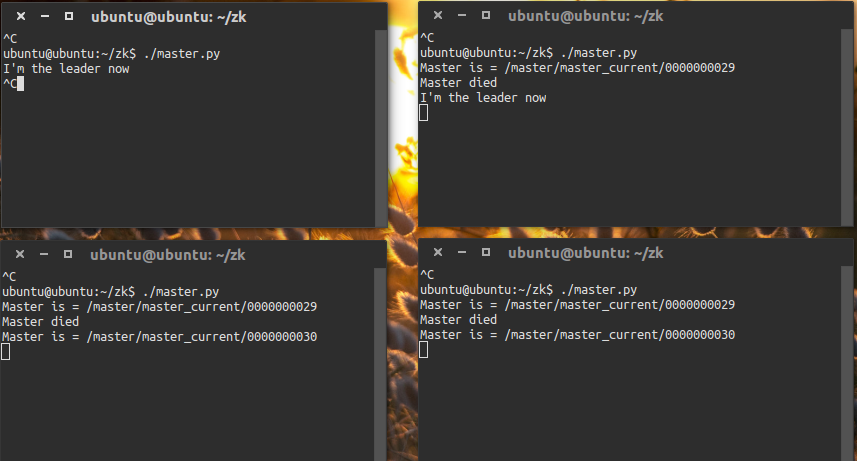 ubuntu@ubuntu: ~/zk
^C
ubuntu@ubuntu:~/zk$ ./master.py
I'm the leader now
^C
ubuntu@ubuntu: ~/zk
^C
ubuntu@ubuntu:~/zk$ ./master.py
Master is = /master/master_current/0000000029
Master died
I'm the leader now
ubuntu@ubuntu: ~/zk
^C
ubuntu@ubuntu:~/zk$ ./master.py
Master is = /master/master_current/0000000029
Master died
Master is = /master/master_current/0000000030
ubuntu@ubuntu: ~/zk
^C
ubuntu@ubuntu:~/zk$ ./master.py
Master is = /master/master_current/0000000029
Master died
Master is = /master/master_current/0000000030